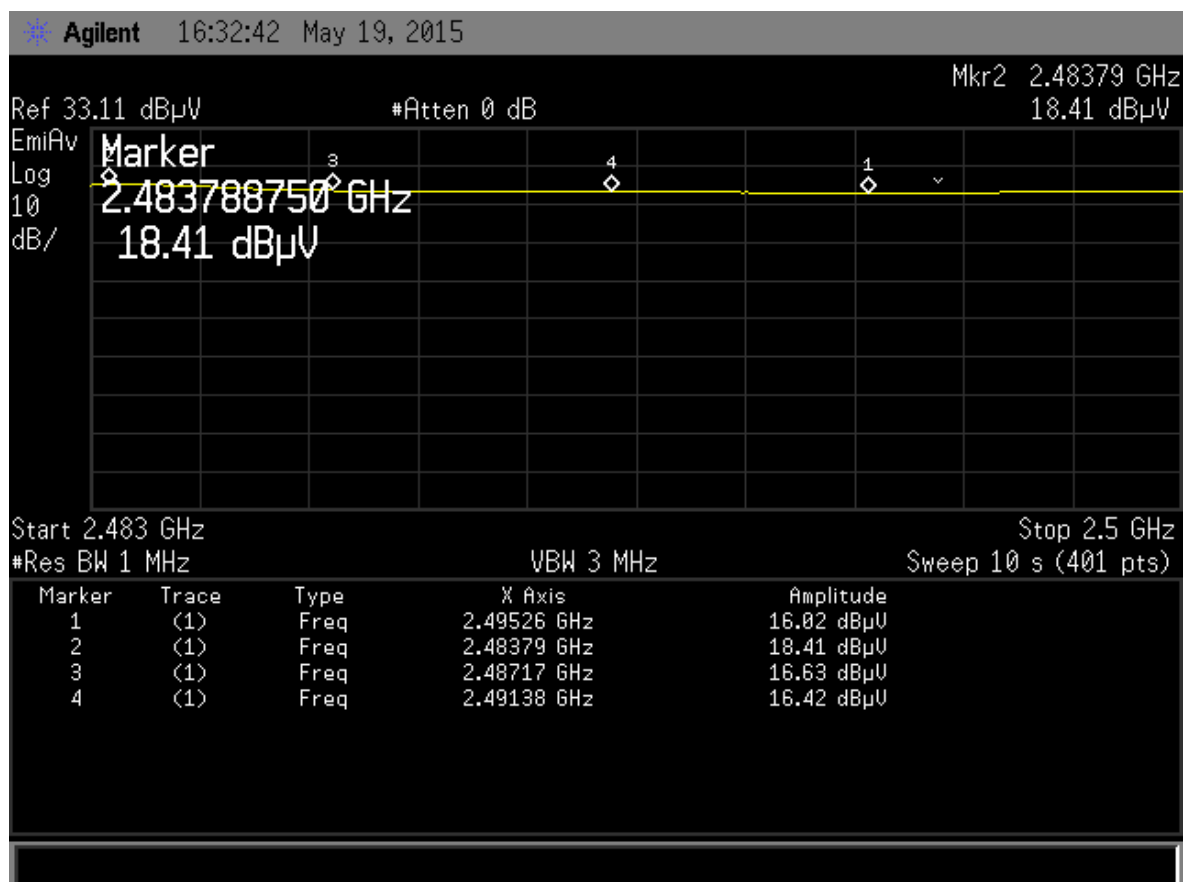 Agilent 16:32:42 May 19, 2015
Mkr2 2.48379 GHz
Ref 33.11 dBµV #Atten 0 dB 18.41 dBµV
EmiAv
Log
10
dB/
Marker
2.483788750 GHz
18.41 dBµV
2
3
4
1
Start 2.483 GHz Stop 2.5 GHz
#Res BW 1 MHz VBW 3 MHz Sweep 10 s (401 pts)
Marker Trace Type X Axis Amplitude
1 (1) Freq 2.49526 GHz 16.02 dBµV
2 (1) Freq 2.48379 GHz 18.41 dBµV
3 (1) Freq 2.48717 GHz 16.63 dBµV
4 (1) Freq 2.49138 GHz 16.42 dBµV